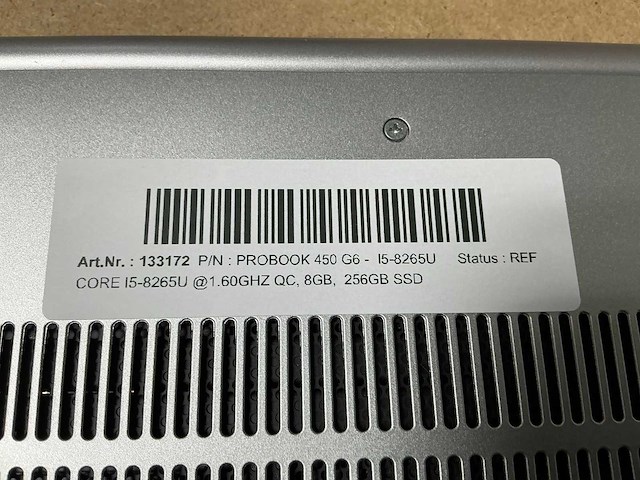 Art.Nr. : 133172 P/N : PROBOOK 450 G6 - I5-8265U Status : REF
CORE I5-8265U @1.60GHZ QC, 8GB, 256GB SSD